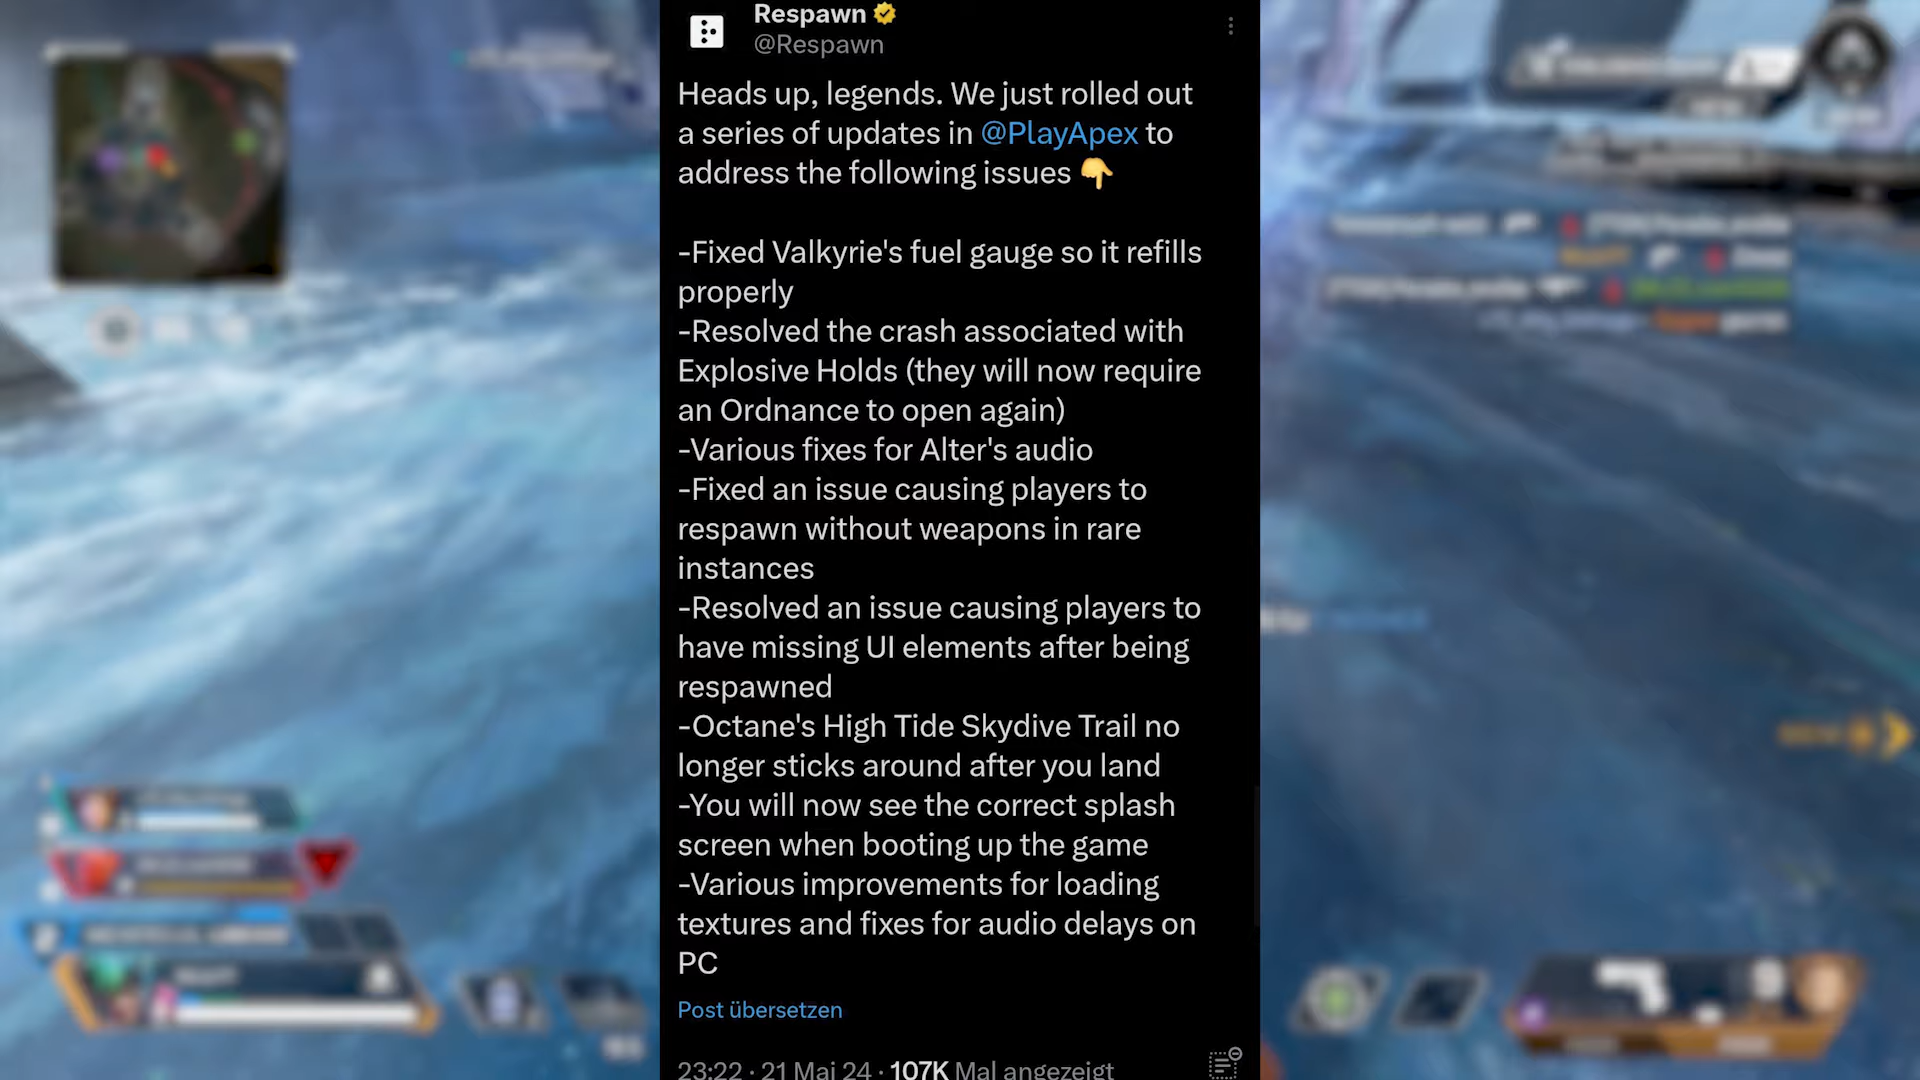 Respawn
@Respawn
Heads up, legends. We just rolled out
a series of updates in @PlayApex to
address the following issues 👇
-Fixed Valkyrie's fuel gauge so it refills
properly
-Resolved the crash associated with
Explosive Holds (they will now require
an Ordnance to open again)
-Various fixes for Alter's audio
-Fixed an issue causing players to
respawn without weapons in rare
instances
-Resolved an issue causing players to
have missing UI elements after being
respawned
-Octane's High Tide Skydive Trail no
longer sticks around after you land
-You will now see the correct splash
screen when booting up the game
-Various improvements for loading
textures and fixes for audio delays on
PC
Post übersetzen
23:22 · 21 Mai 24 · 107K Mal angezeigt